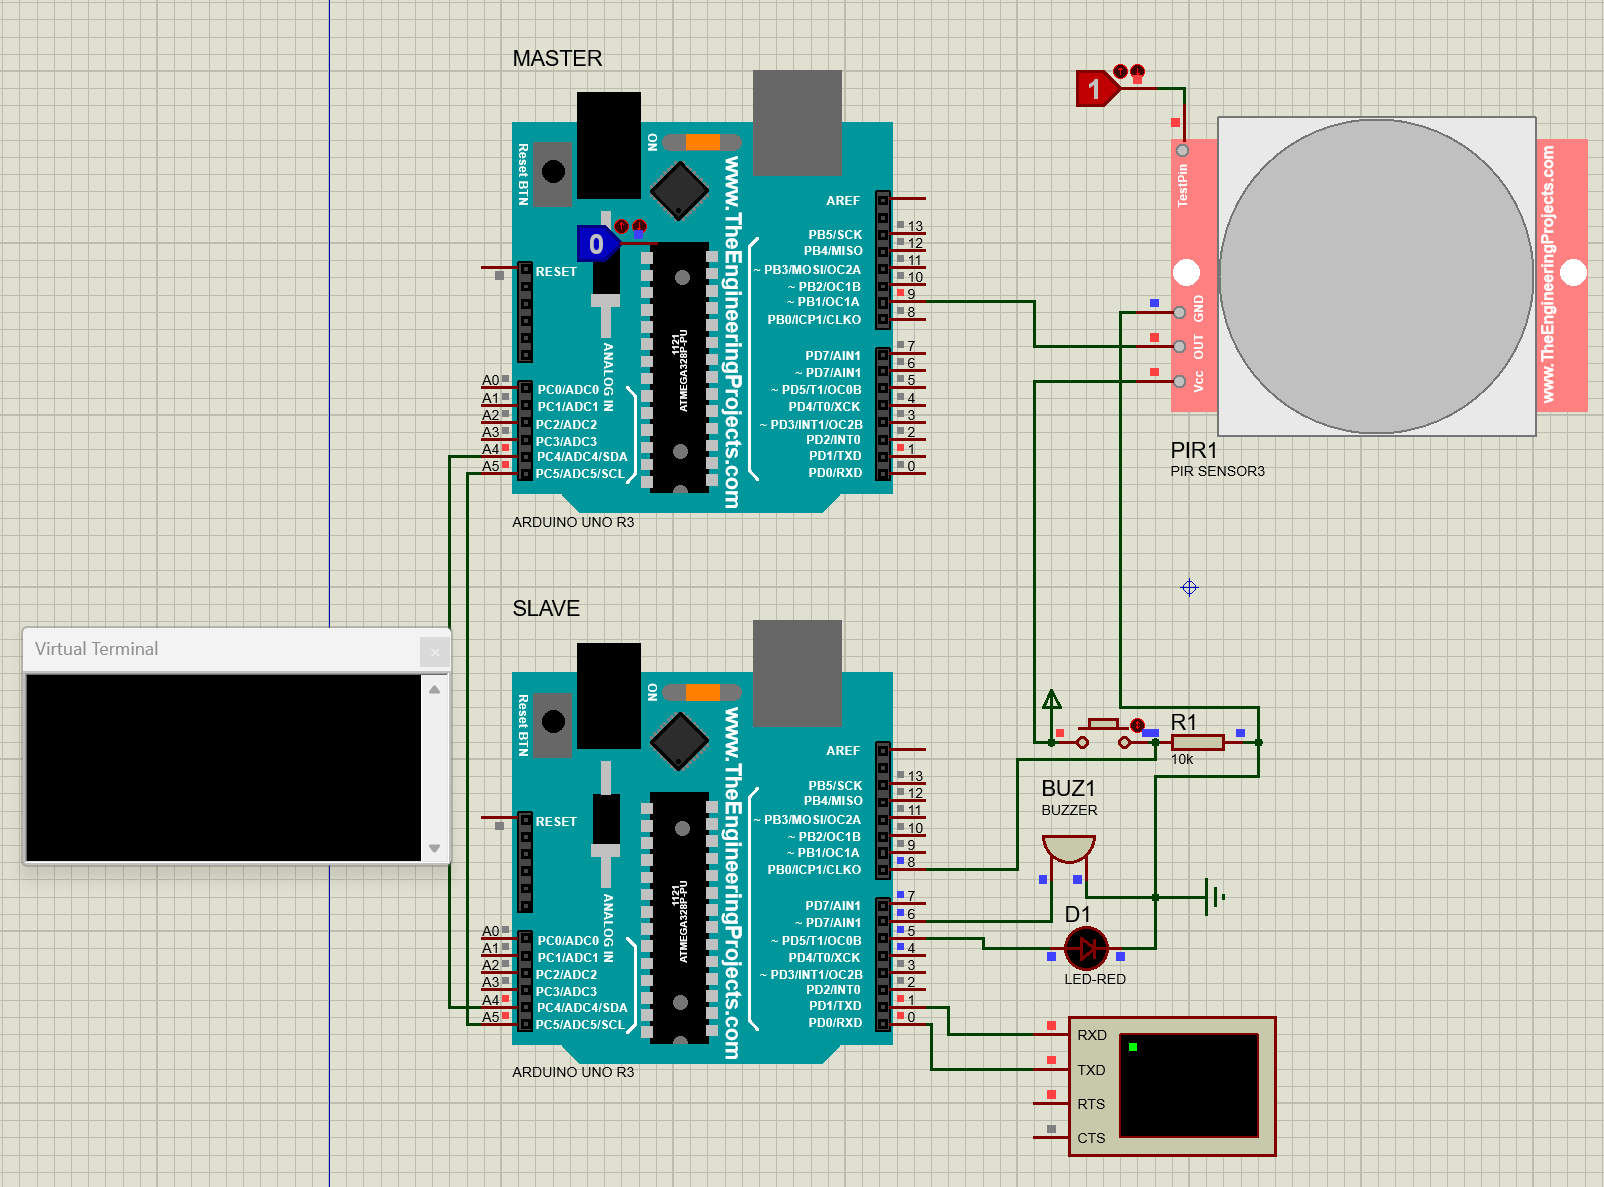 MASTER
1
ON
Reset BTN
www.TheEngineeringProjects.com
TestPin
www.TheEngineeringProjects.com
AREF
PB5/SCK 13
PB4/MISO 12
~ PB3/MOSI/OC2A 11
~ PB2/OC1B 10
~ PB1/OC1A 9
PB0/ICP1/CLKO 8
0
RESET
GND
OUT
Vcc
1121
ATMEGA328P-PU
ANALOG IN
PD7/AIN1 7
~ PD7/AIN1 6
~ PD5/T1/OC0B 5
PD4/T0/XCK 4
~ PD3/INT1/OC2B 3
PD2/INT0 2
PD1/TXD 1
PD0/RXD 0
A0 PC0/ADC0
A1 PC1/ADC1
A2 PC2/ADC2
A3 PC3/ADC3
A4 PC4/ADC4/SDA
A5 PC5/ADC5/SCL
PIR1
PIR SENSOR3
ARDUINO UNO R3
SLAVE
Virtual Terminal
ON
Reset BTN
www.TheEngineeringProjects.com
AREF
PB5/SCK 13
PB4/MISO 12
~ PB3/MOSI/OC2A 11
~ PB2/OC1B 10
~ PB1/OC1A 9
PB0/ICP1/CLKO 8
RESET
R1
10k
BUZ1
BUZZER
1121
ATMEGA328P-PU
ANALOG IN
PD7/AIN1 7
~ PD7/AIN1 6
~ PD5/T1/OC0B 5
PD4/T0/XCK 4
~ PD3/INT1/OC2B 3
PD2/INT0 2
PD1/TXD 1
PD0/RXD 0
A0 PC0/ADC0
A1 PC1/ADC1
A2 PC2/ADC2
A3 PC3/ADC3
A4 PC4/ADC4/SDA
A5 PC5/ADC5/SCL
D1
LED-RED
ARDUINO UNO R3
RXD
TXD
RTS
CTS